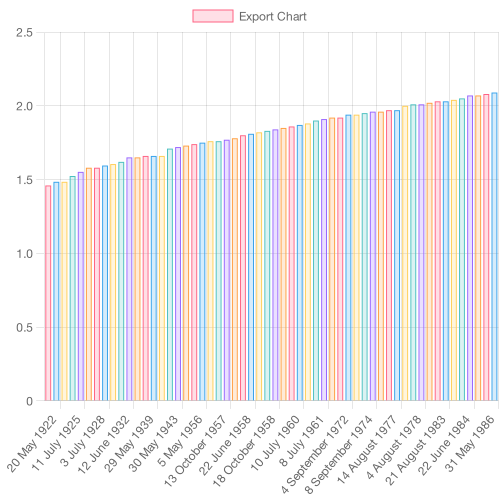 Export Chart
2.5
2.0
1.5
1.0
0.5
0
20 May 1922
11 July 1925
3 July 1928
12 June 1932
29 May 1939
30 May 1943
5 May 1956
13 October 1957
22 June 1958
18 October 1958
10 July 1960
8 July 1961
4 September 1972
8 September 1974
14 August 1977
4 August 1978
21 August 1983
22 June 1984
31 May 1986